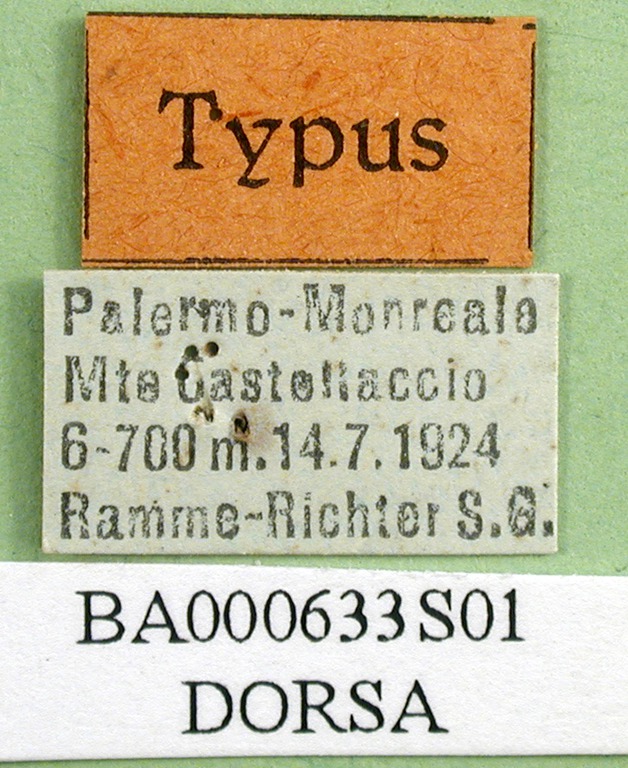 Typus
Palermo-Monreale
Mte Castellaccio
6-700 m. 14.7.1924
Ramme-Richter S.G.
BA000633S01
DORSA